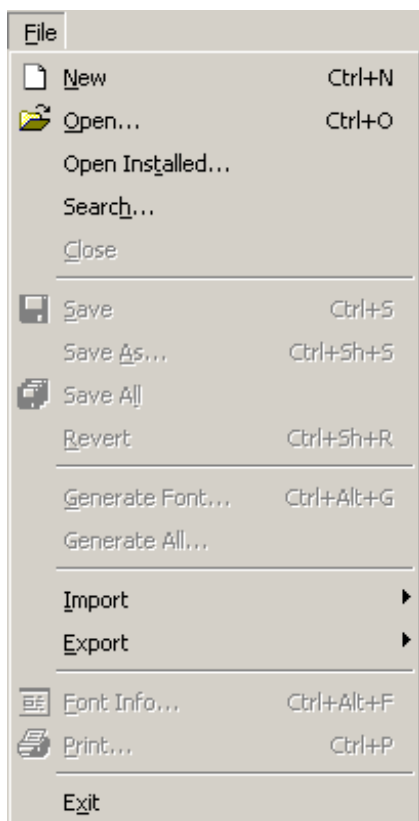 File
New Ctrl+N
Open... Ctrl+O
Open Installed...
Search...
Close
Save Ctrl+S
Save As... Ctrl+Sh+S
Save All
Revert Ctrl+Sh+R
Generate Font... Ctrl+Alt+G
Generate All...
Import
Export
Font Info... Ctrl+Alt+F
Print... Ctrl+P
Exit